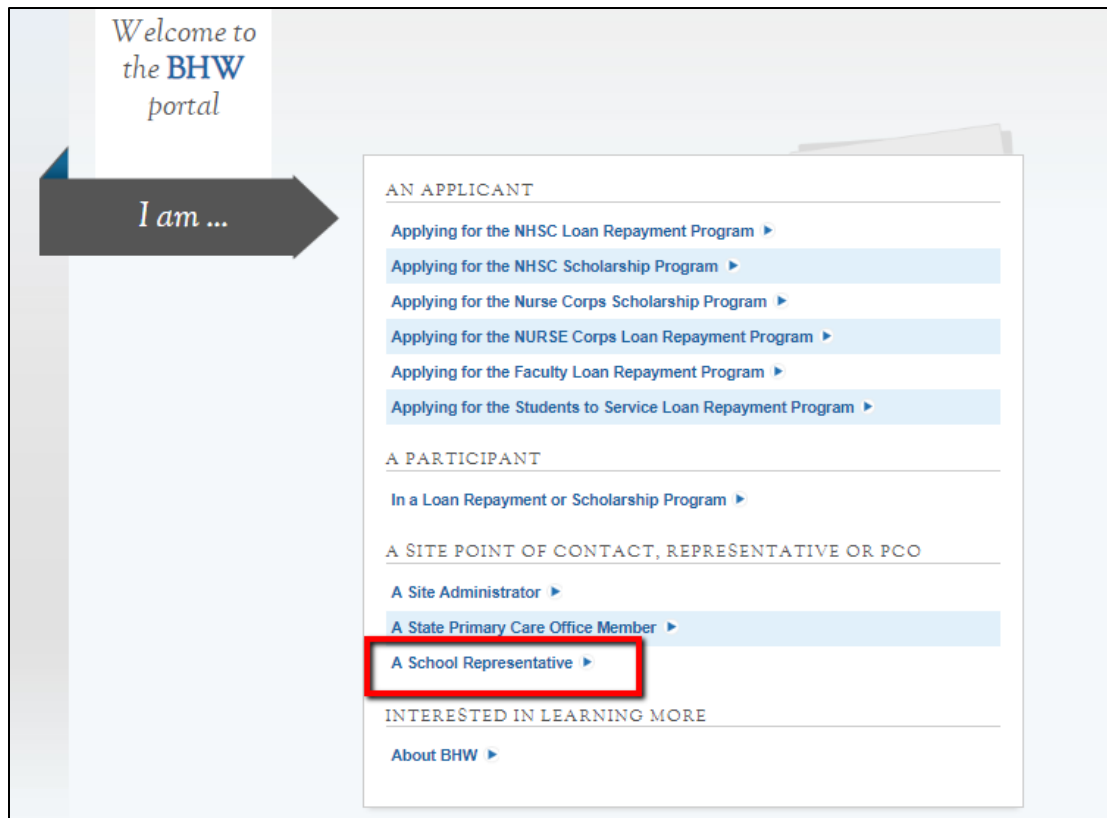 Welcome to
the BHW
portal
I am ...
AN APPLICANT
Applying for the NHSC Loan Repayment Program
Applying for the NHSC Scholarship Program
Applying for the Nurse Corps Scholarship Program
Applying for the NURSE Corps Loan Repayment Program
Applying for the Faculty Loan Repayment Program
Applying for the Students to Service Loan Repayment Program
A PARTICIPANT
In a Loan Repayment or Scholarship Program
A SITE POINT OF CONTACT, REPRESENTATIVE OR PCO
A Site Administrator
A State Primary Care Office Member
A School Representative
INTERESTED IN LEARNING MORE
About BHW